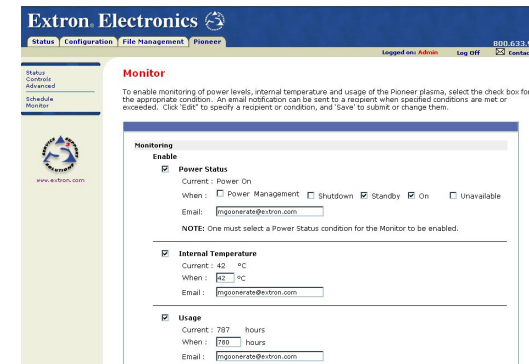 Extron. Electronics
Status Configuration File Management Pioneer
800.633.9
Logged on: Admin Log Off Contac
Status
Controls
Advanced
Schedule
Monitor
www.extron.com
Monitor
To enable monitoring of power levels, internal temperature and usage of the Pioneer plasma, select the check box for
the appropriate condition. An email notification can be sent to a recipient when specified conditions are met or
exceeded. Click 'Edit' to specify a recipient or condition, and 'Save' to submit or change them.
Monitoring
Enable
Power Status
Current : Power On
When : Power Management Shutdown Standby On Unavailable
Email: mgoonerate@extron.com
NOTE: One must select a Power Status condition for the Monitor to be enabled.
Internal Temperature
Current : 42 °C
When : 42 °C
Email : mgoonerate@extron.com
Usage
Current : 787 hours
When : 780 hours
Email : mgoonerate@extron.com